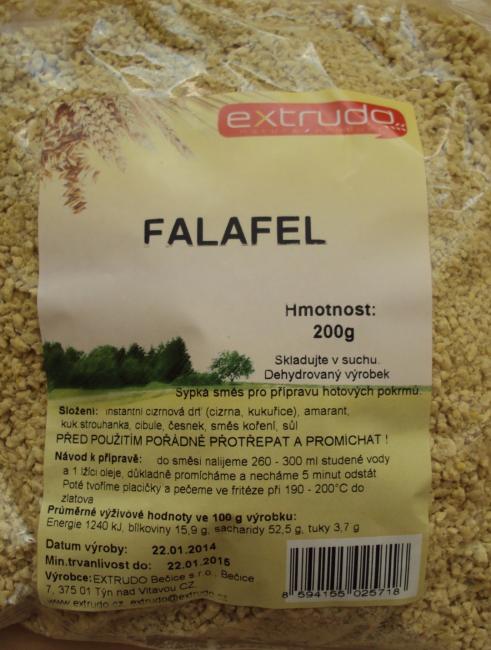 extrudo
FALAFEL
Hmotnost:
200g
Skladujte v suchu.
Dehydrovaný výrobek
Sypká směs pro přípravu hotových pokrmů.
Složení: instantní cizrnová drť (cizrna, kukuřice), amarant,
kuk.strouhanka, cibule, česnek, směs koření, sůl
PŘED POUŽITÍM POŘÁDNĚ PROTŘEPAT A PROMÍCHAT !
Návod k přípravě: do směsi nalijeme 260 - 300 ml studené vody
a 1 lžíci oleje, důkladně promícháme a necháme 5 minut odstát
Poté tvoříme placičky a pečeme ve fritéze při 190 - 200°C do
zlatova
Průměrné výživové hodnoty ve 100 g výrobku:
Energie 1240 kJ, bílkoviny 15,9 g, sacharidy 52,5 g, tuky 3,7 g
Datum výroby: 22.01.2014
Min.trvanlivost do: 22.01.2015
Výrobce: EXTRUDO Bečice s.r.o., Bečice
7, 375 01 Týn nad Vltavou CZ
www.extrudo.cz, extrudo@extrudo.cz
8 594155 025718